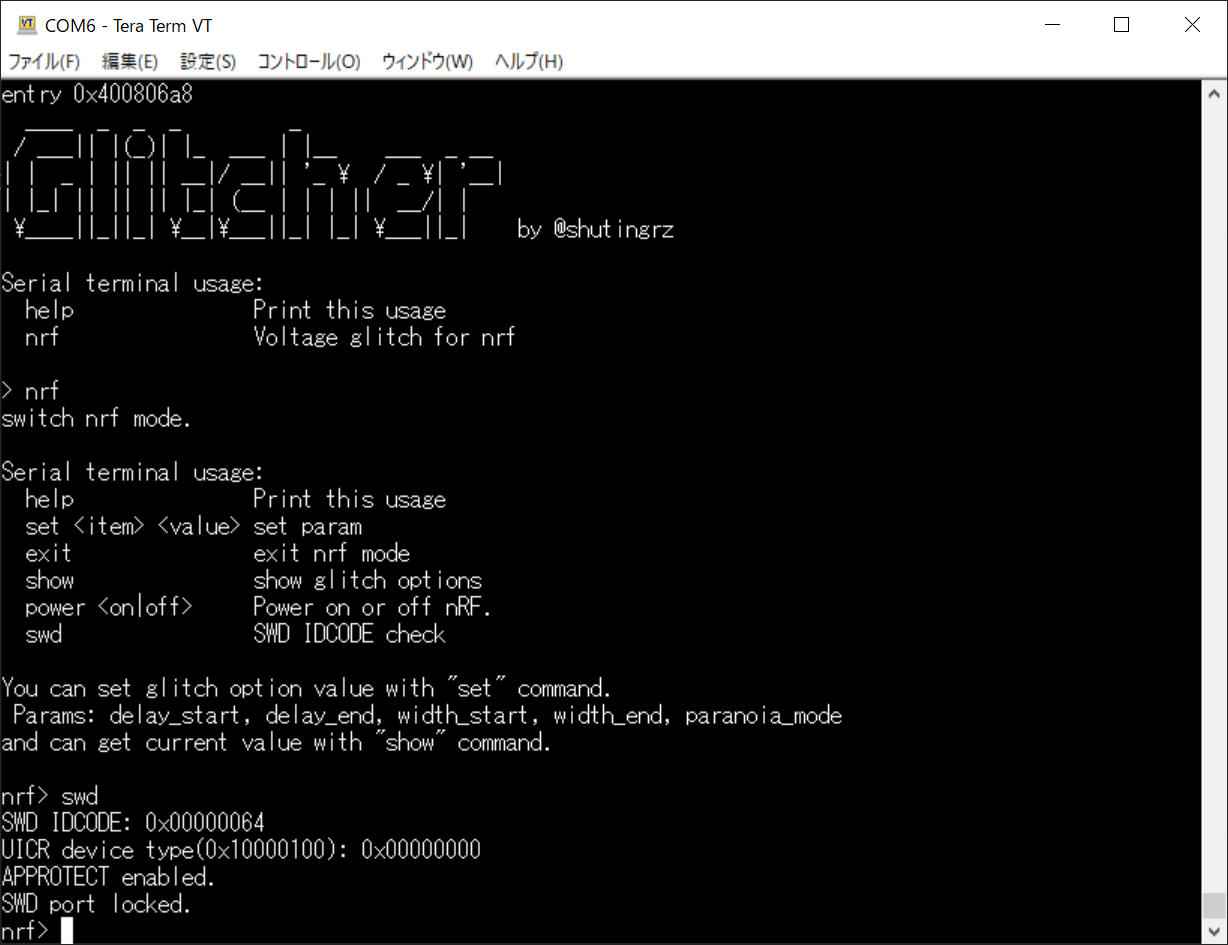 COM6 - Tera Term VT
ファイル(F) 編集(E) 設定(S) コントロール(O) ウィンドウ(W) ヘルプ(H)
entry 0x400806a8
Glitcher
by @shutingrz
Serial terminal usage:
help Print this usage
nrf Voltage glitch for nrf
> nrf
switch nrf mode.
Serial terminal usage:
help Print this usage
set <item> <value> set param
exit exit nrf mode
show show glitch options
power <on|off> Power on or off nRF.
swd SWD IDCODE check
You can set glitch option value with "set" command.
Params: delay_start, delay_end, width_start, width_end, paranoia_mode
and can get current value with "show" command.
nrf> swd
SWD IDCODE: 0x00000064
UICR device type(0x10000100): 0x00000000
APPROTECT enabled.
SWD port locked.
nrf>